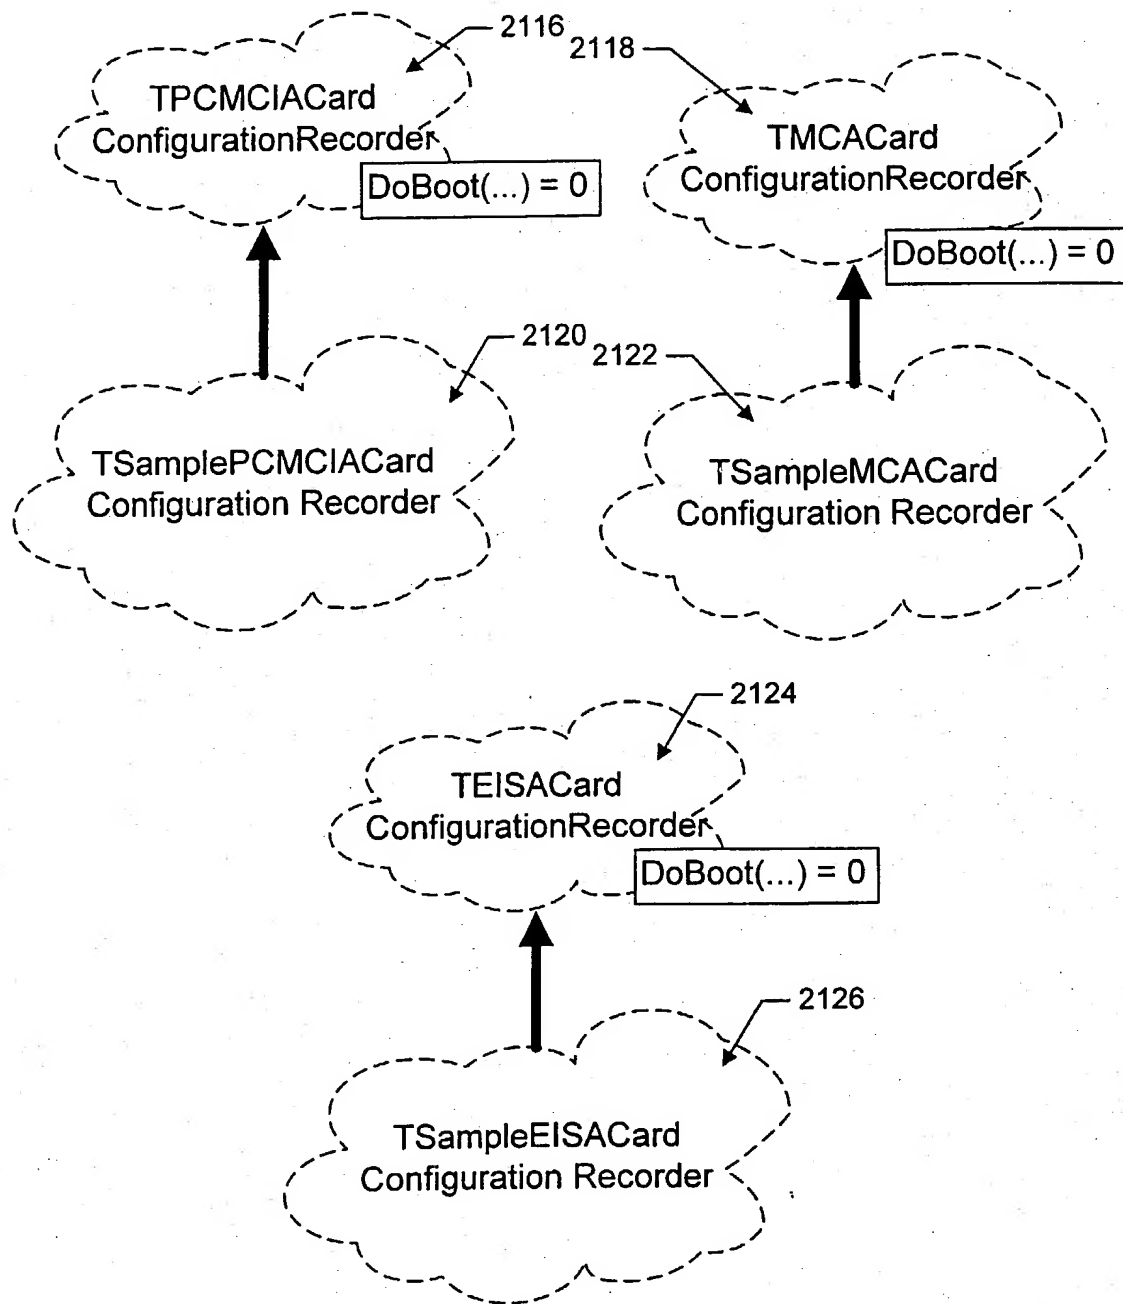 2116
2118
TPCMCIACard
ConfigurationRecorder
DoBoot(...) = 0
TMCACard
ConfigurationRecorder
DoBoot(...) = 0
2120
2122
TSamplePCMCIACard
Configuration Recorder
TSampleMCACard
Configuration Recorder
2124
TEISACard
ConfigurationRecorder
DoBoot(...) = 0
2126
TSampleEISACard
Configuration Recorder